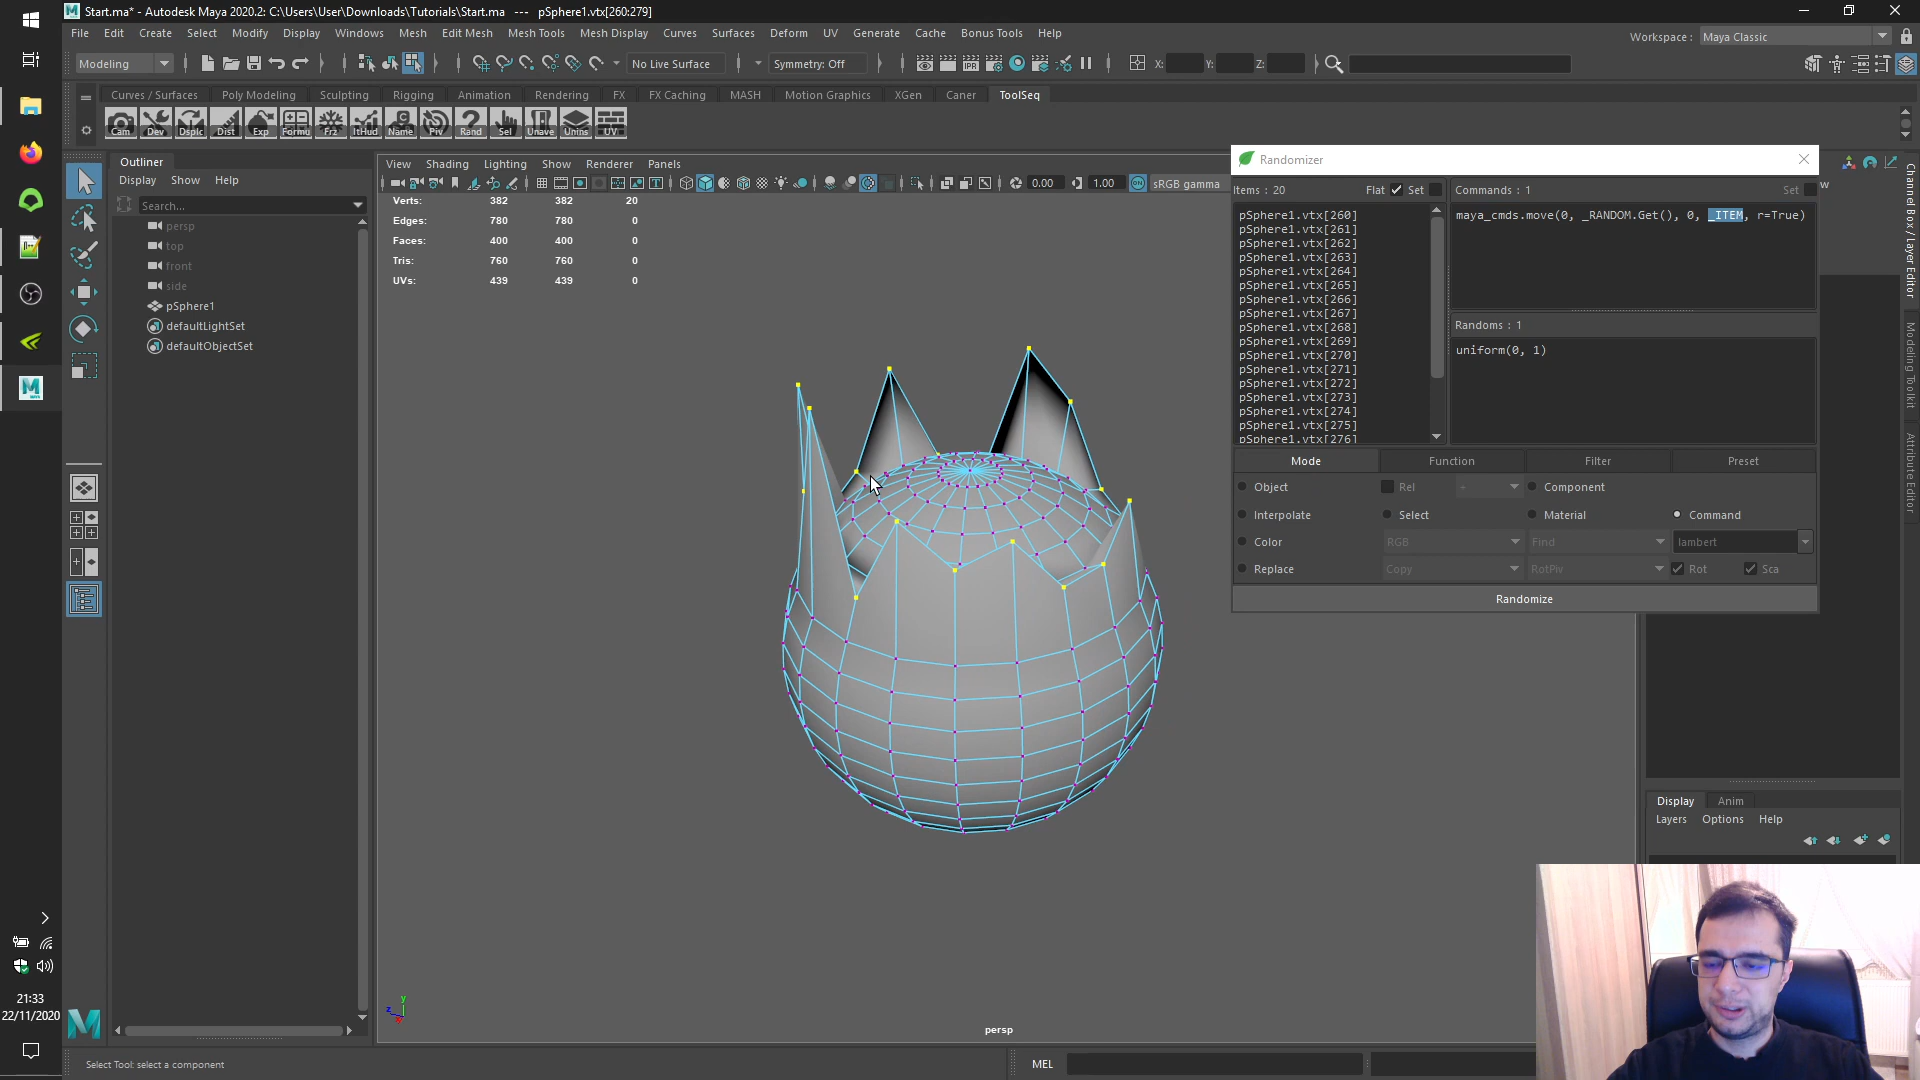 Start.ma* - Autodesk Maya 2020.2: C:\Users\User\Downloads\Tutorials\Start.ma --- pSphere1.vtx[260:279]
File Edit Create Select Modify Display Windows Mesh Edit Mesh Mesh Tools Mesh Display Curves Surfaces Deform UV Generate Cache Bonus Tools Help
Workspace : Maya Classic
Modeling No Live Surface Symmetry: Off X: Y: Z:
Curves / Surfaces Poly Modeling Sculpting Rigging Animation Rendering FX FX Caching MASH Motion Graphics XGen Caner ToolSeq
Cam Dev Dsplc Dist Exp Formu Frz ItHud Name Piv Rand Sel Unave Unins UV
Outliner
Display Show Help
Search...
persp
top
front
side
pSphere1
defaultLightSet
defaultObjectSet
View Shading Lighting Show Renderer Panels
0.00 1.00 sRGB gamma
Verts: 382 382 20
Edges: 780 780 0
Faces: 400 400 0
Tris: 760 760 0
UVs: 439 439 0
persp
y
z
x
Randomizer
Items : 20 Flat Set
pSphere1.vtx[260]
pSphere1.vtx[261]
pSphere1.vtx[262]
pSphere1.vtx[263]
pSphere1.vtx[264]
pSphere1.vtx[265]
pSphere1.vtx[266]
pSphere1.vtx[267]
pSphere1.vtx[268]
pSphere1.vtx[269]
pSphere1.vtx[270]
pSphere1.vtx[271]
pSphere1.vtx[272]
pSphere1.vtx[273]
pSphere1.vtx[274]
pSphere1.vtx[275]
pSphere1.vtx[276]
Commands : 1 Set
maya_cmds.move(0, _RANDOM.Get(), 0, _ITEM, r=True)
Randoms : 1
uniform(0, 1)
Mode Function Filter Preset
Object Rel + Component
Interpolate Select Material Command
Color RGB Find lambert
Replace Copy RotPiv Rot Sca
Randomize
w
Channel Box / Layer Editor
Modeling Toolkit
Attribute Editor
Display Anim
Layers Options Help
21:33
22/11/2020
Select Tool: select a component
MEL